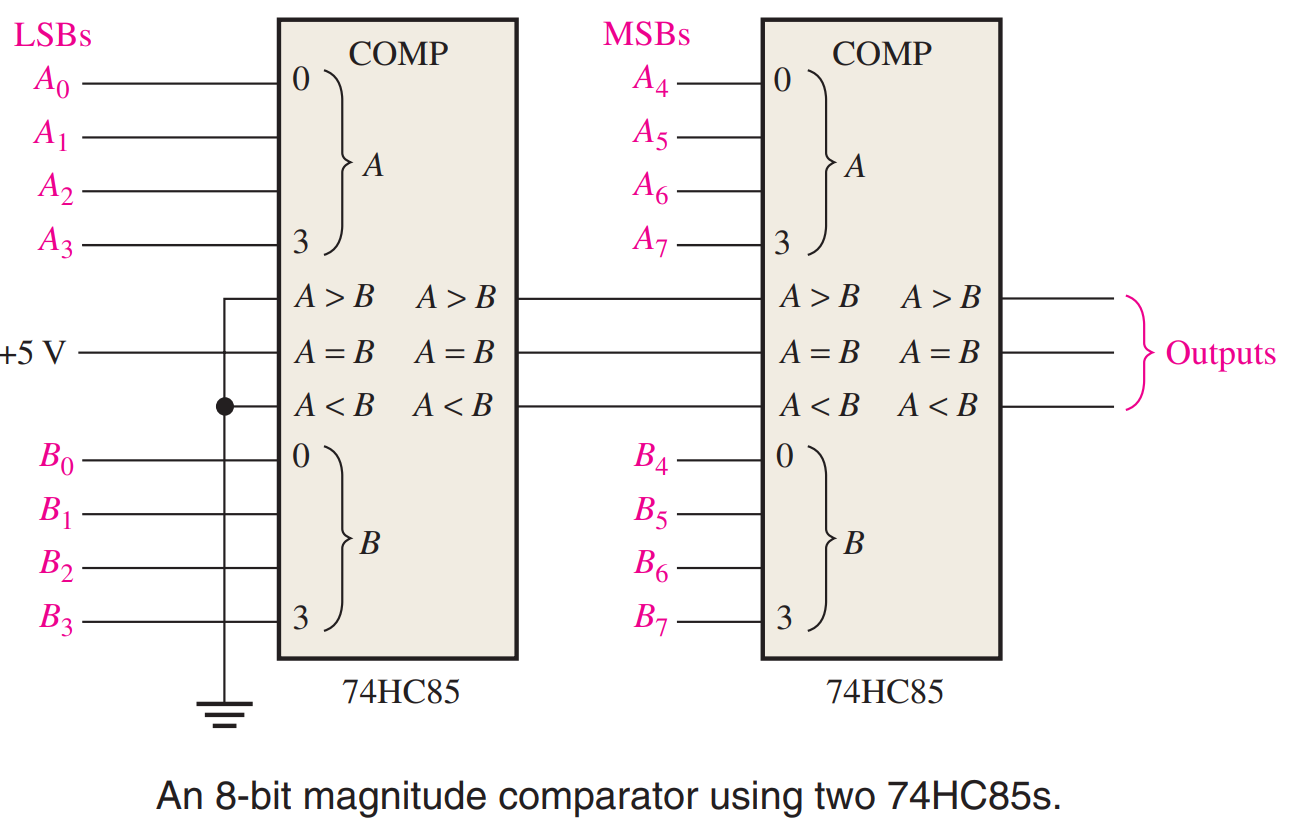 LSBs
MSBs
COMP
COMP
A0
0
A4
0
A1
A5
A
A
A2
A6
A3
3
A7
3
A > B A > B
A > B A > B
+5 V
A = B A = B
A = B A = B
Outputs
A < B A < B
A < B A < B
B0
0
B4
0
B1
B5
B
B
B2
B6
B3
3
B7
3
74HC85
74HC85
An 8-bit magnitude comparator using two 74HC85s.